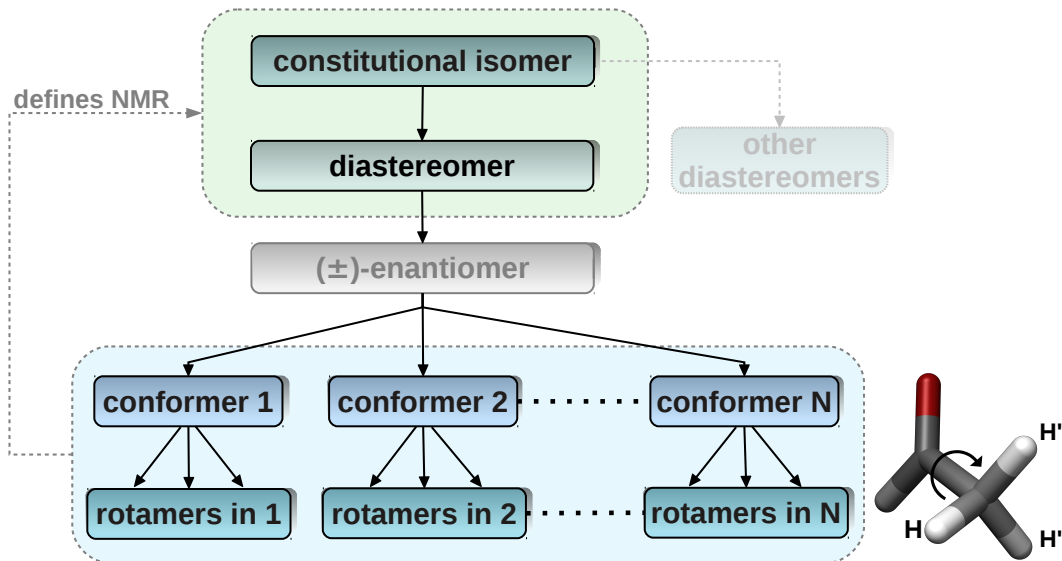 constitutional isomer
defines NMR
diastereomer
other
diastereomers
(±)-enantiomer
conformer 1
conformer 2
conformer N
rotamers in 1
rotamers in 2
rotamers in N
H'
H
H'